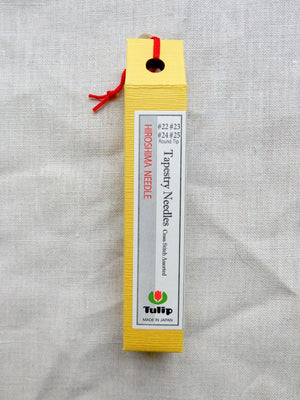 #22 #23
#24 #25
Round Tip
Tapestry Needles Cross Stitch Assorted
HIROSHIMA NEEDLE
Tulip
MADE IN JAPAN